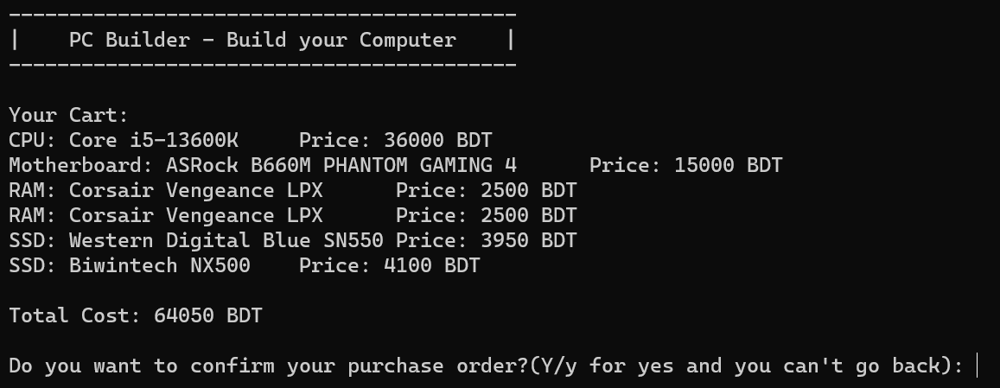 ------------------------------------------
|    PC Builder - Build your Computer    |
------------------------------------------
Your Cart:
CPU: Core i5-13600K     Price: 36000 BDT
Motherboard: ASRock B660M PHANTOM GAMING 4      Price: 15000 BDT
RAM: Corsair Vengeance LPX      Price: 2500 BDT
RAM: Corsair Vengeance LPX      Price: 2500 BDT
SSD: Western Digital Blue SN550 Price: 3950 BDT
SSD: Biwintech NX500    Price: 4100 BDT
Total Cost: 64050 BDT
Do you want to confirm your purchase order?(Y/y for yes and you can't go back):